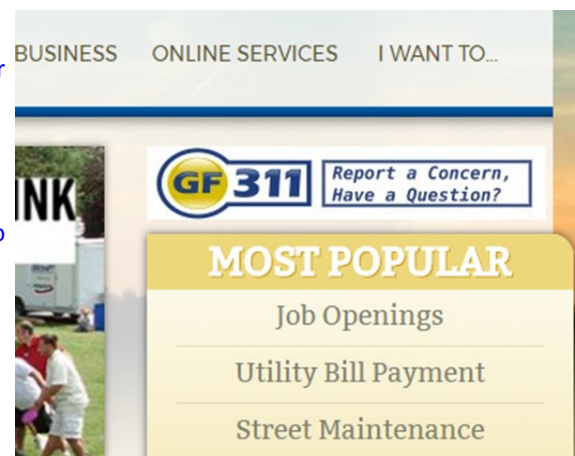 BUSINESS ONLINE SERVICES I WANT TO...
r
INK
GF 311 Report a Concern,
Have a Question?
o
MOST POPULAR
Job Openings
Utility Bill Payment
Street Maintenance